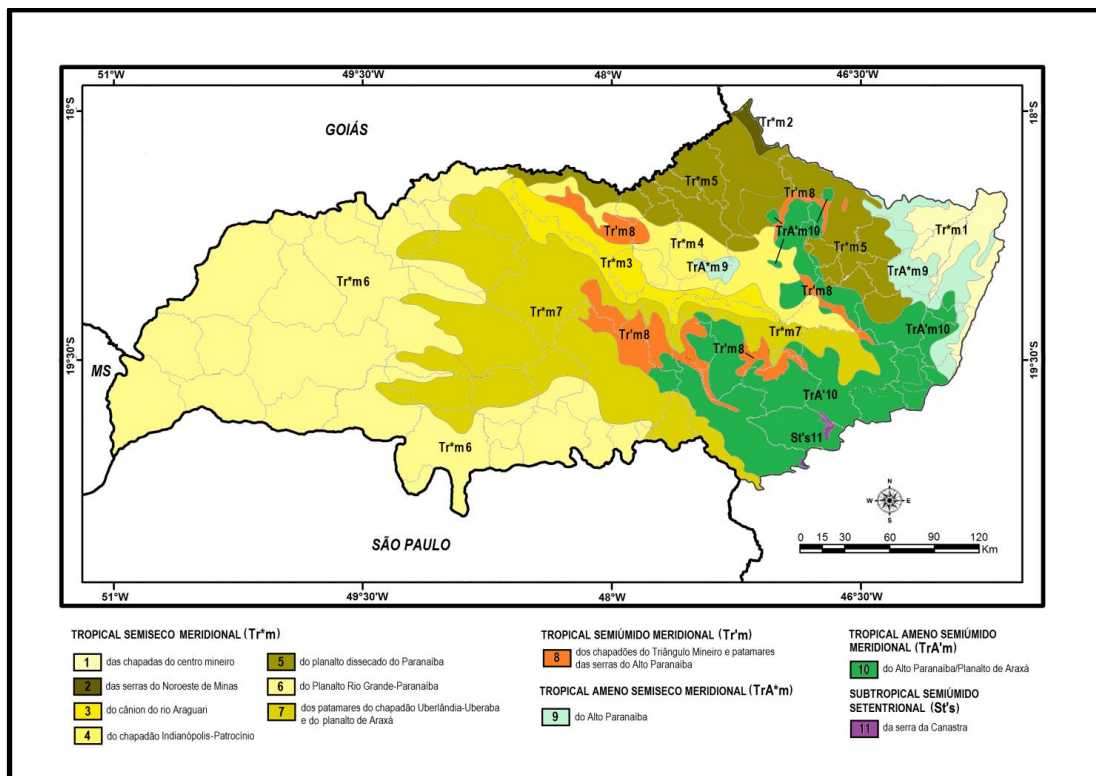 51°W 49°30'W 48°W 46°30'W
18°S 18°S
GOIÁS
Tr*m2
Tr*m5
Tr'm8
Tr*m1
Tr'm8
TrA'm10
Tr*m4
Tr*m5
Tr*m3
TrA*m9
TrA*m9
Tr*m6
Tr'm8
Tr*m7
TrA'm10
Tr'm8
Tr*m7
Tr'm8
19°30'S MS 19°30'S
TrA'10
St's11
Tr*m6
N
W E
S
SÃO PAULO
0 15 30 60 90 120
Km
51°W 49°30'W 48°W 46°30'W
TROPICAL SEMISECO MERIDIONAL (Tr*m)
1 das chapadas do centro mineiro
2 das serras do Noroeste de Minas
3 do cânion do rio Araguari
4 do chapadão Indianópolis-Patrocínio
5 do planalto dissecado do Paranaíba
6 do Planalto Rio Grande-Paranaíba
7 dos patamares do chapadão Uberlândia-Uberaba
e do planalto de Araxá
TROPICAL SEMIÚMIDO MERIDIONAL (Tr'm)
8 dos chapadões do Triângulo Mineiro e patamares
das serras do Alto Paranaíba
TROPICAL AMENO SEMISECO MERIDIONAL (TrA*m)
9 do Alto Paranaíba
TROPICAL AMENO SEMIÚMIDO
MERIDIONAL (TrA'm)
10 do Alto Paranaíba/Planalto de Araxá
SUBTROPICAL SEMIÚMIDO
SETENTRIONAL (St's)
11 da serra da Canastra